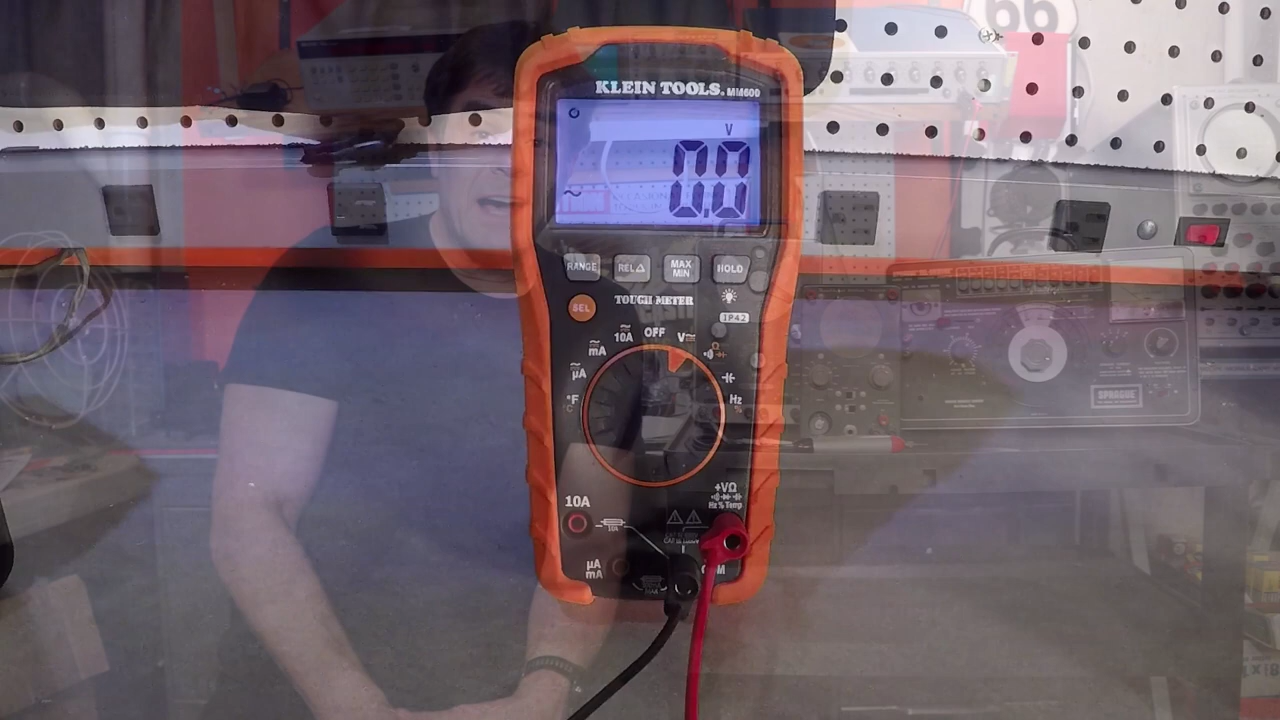 66
KLEIN TOOLS® MM600
V
0.0
~
RANGE
REL△
MAX MIN
HOLD
SEL
TOUGH METER
IP42
OFF
10A
V
mA
µA
°F
°C
Hz
%
+VΩ
Hz % Temp
10A
µA
mA
SPRAGUE